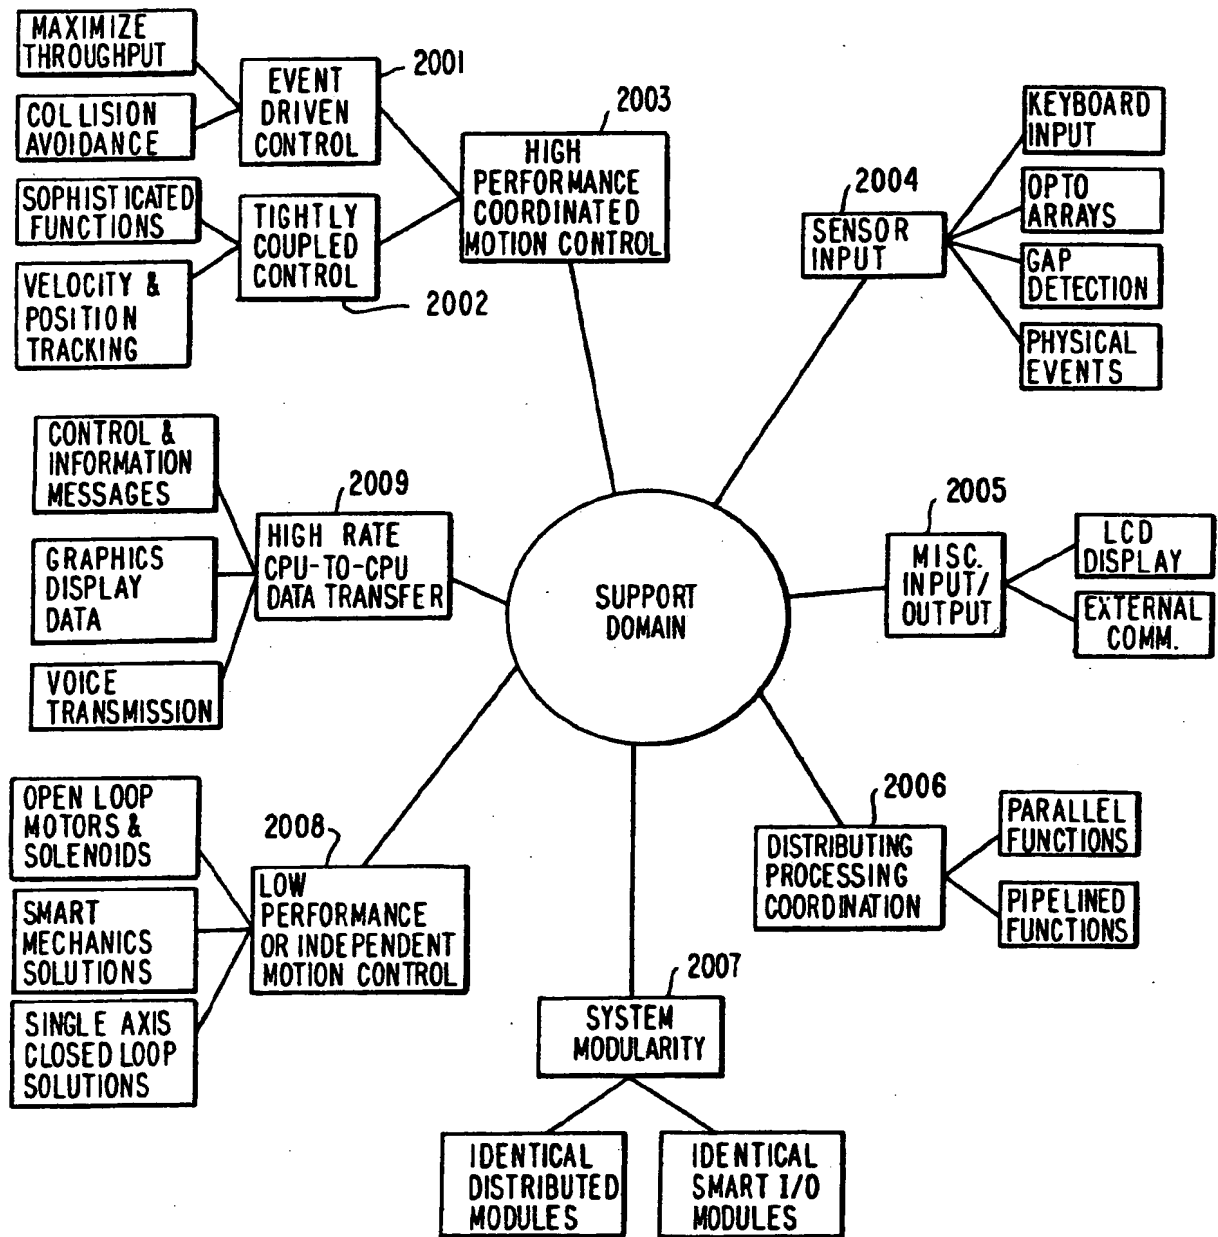 MAXIMIZE
THROUGHPUT
COLLISION
AVOIDANCE
SOPHISTICATED
FUNCTIONS
VELOCITY &
POSITION
TRACKING
EVENT
DRIVEN
CONTROL
2001
TIGHTLY
COUPLED
CONTROL
2002
2003
HIGH
PERFORMANCE
COORDINATED
MOTION CONTROL
2004
SENSOR
INPUT
KEYBOARD
INPUT
OPTO
ARRAYS
GAP
DETECTION
PHYSICAL
EVENTS
CONTROL &
INFORMATION
MESSAGES
GRAPHICS
DISPLAY
DATA
VOICE
TRANSMISSION
2009
HIGH RATE
CPU-TO-CPU
DATA TRANSFER
SUPPORT
DOMAIN
2005
MISC.
INPUT/
OUTPUT
LCD
DISPLAY
EXTERNAL
COMM.
OPEN LOOP
MOTORS &
SOLENOIDS
SMART
MECHANICS
SOLUTIONS
SINGLE AXIS
CLOSED LOOP
SOLUTIONS
2008
LOW
PERFORMANCE
OR INDEPENDENT
MOTION CONTROL
2006
DISTRIBUTING
PROCESSING
COORDINATION
PARALLEL
FUNCTIONS
PIPELINED
FUNCTIONS
2007
SYSTEM
MODULARITY
IDENTICAL
DISTRIBUTED
MODULES
IDENTICAL
SMART I/O
MODULES